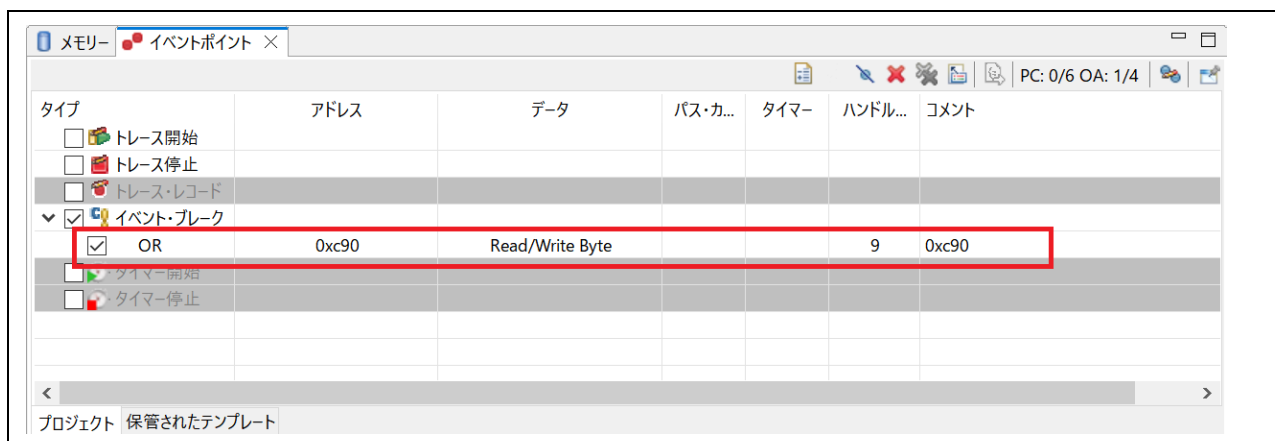 メモリー イベントポイント
PC: 0/6 OA: 1/4
タイプ アドレス データ パス・カ... タイマー ハンドル... コメント
トレース開始
トレース停止
トレース・レコード
イベント・ブレーク
OR 0xc90 Read/Write Byte 9 0xc90
タイマー開始
タイマー停止
プロジェクト 保管されたテンプレート